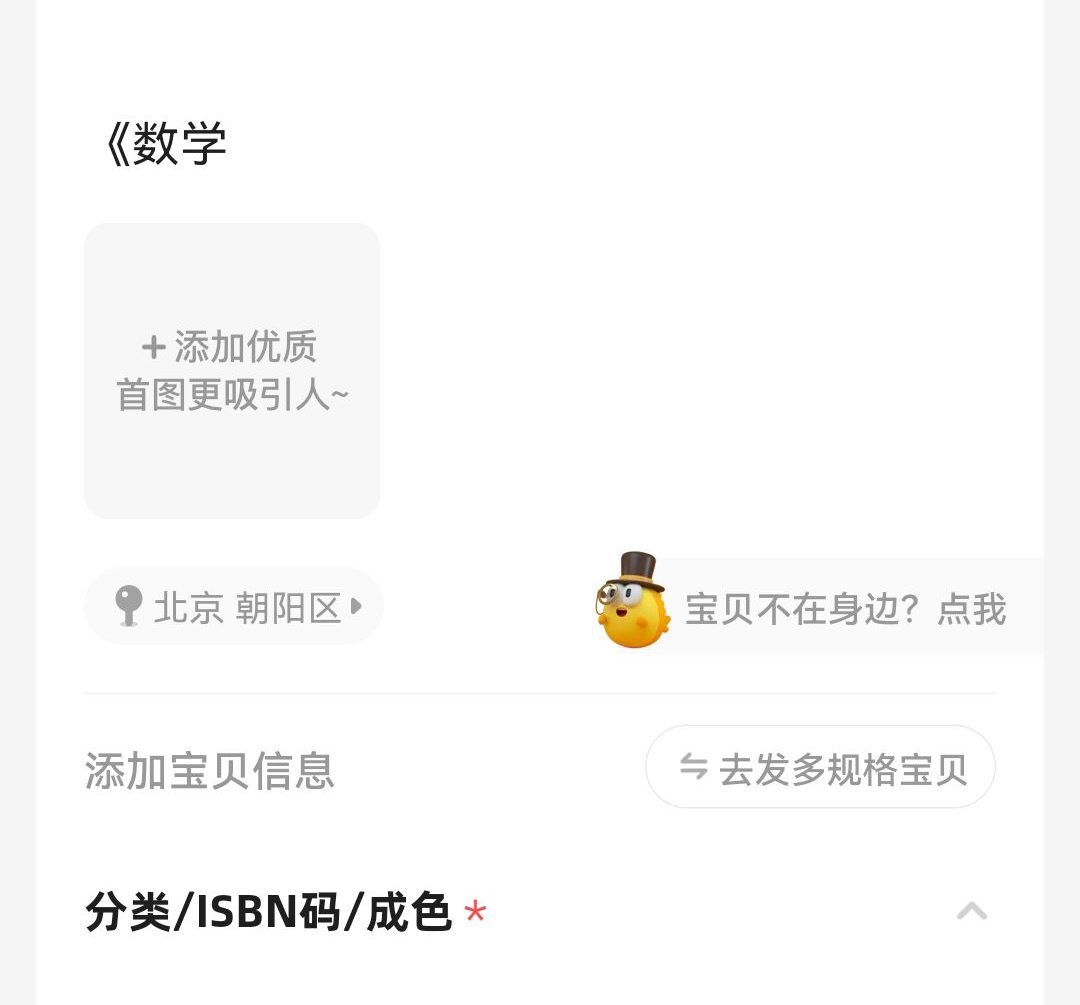 《数学
+ 添加优质
首图更吸引人~
北京 朝阳区
宝贝不在身边？点我
添加宝贝信息
去发多规格宝贝
分类/ISBN码/成色 *